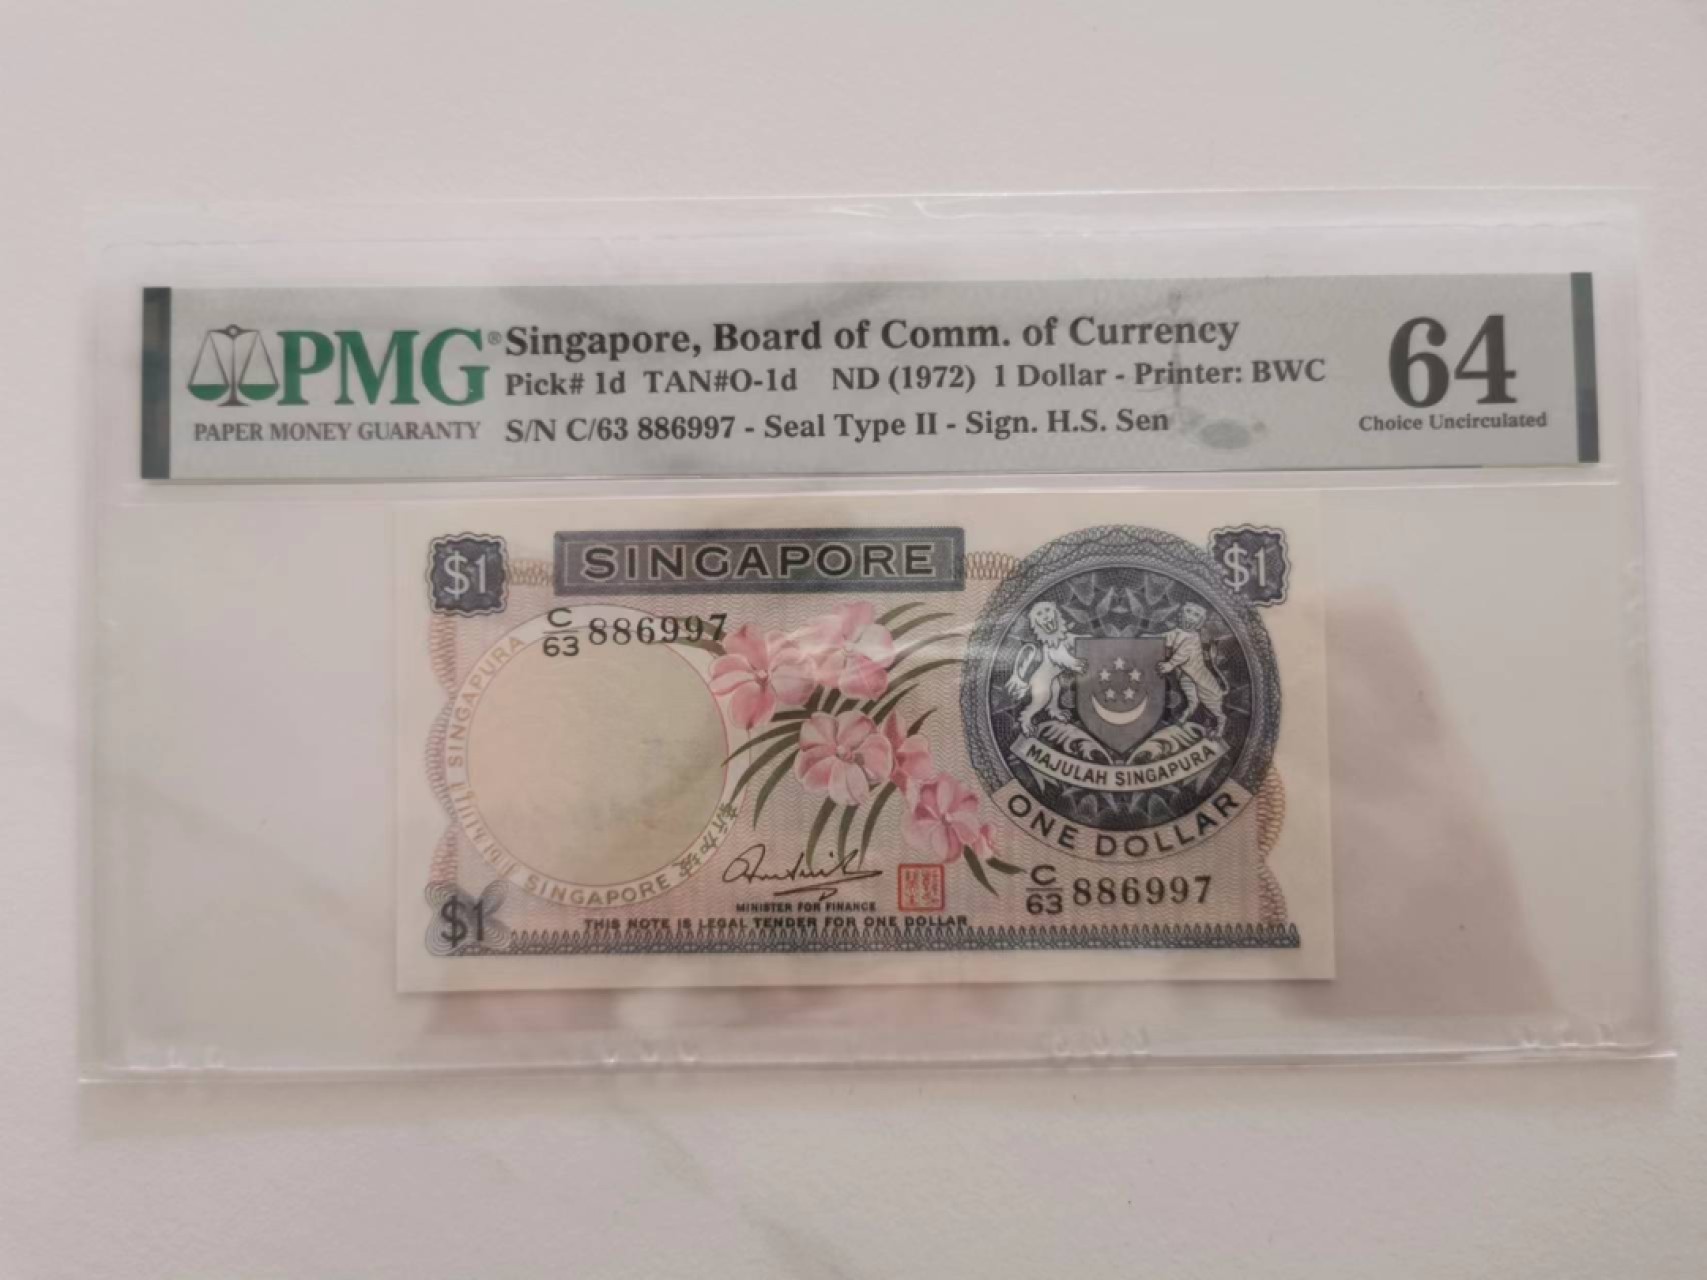 PMG®
PAPER MONEY GUARANTY
Singapore, Board of Comm. of Currency
Pick# 1d TAN#O-1d ND (1972) 1 Dollar - Printer: BWC
S/N C/63 886997 - Seal Type II - Sign. H.S. Sen
64
Choice Uncirculated
$1
SINGAPORE
$1
C/63 886997
SINGAPURA
SINGAPORE
MAJULAH SINGAPURA
ONE DOLLAR
MINISTER FOR FINANCE
C/63 886997
THIS NOTE IS LEGAL TENDER FOR ONE DOLLAR
$1